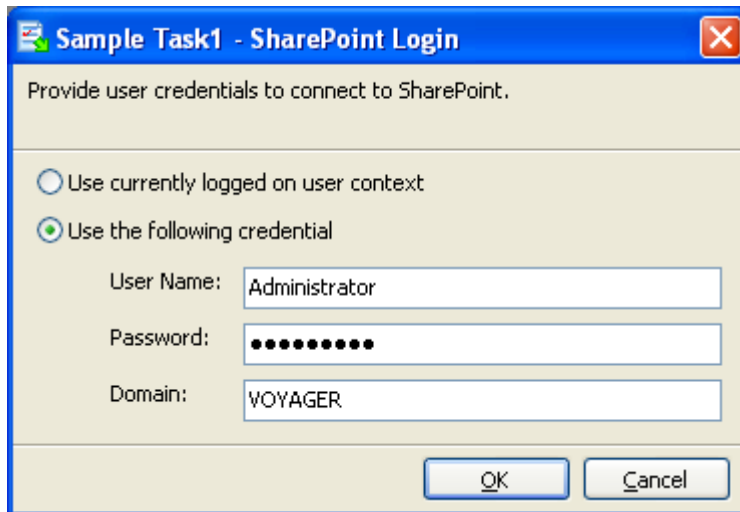 Sample Task1 - SharePoint Login
Provide user credentials to connect to SharePoint.
Use currently logged on user context
Use the following credential
User Name: Administrator
Password: ●●●●●●●●●
Domain: VOYAGER
OK Cancel